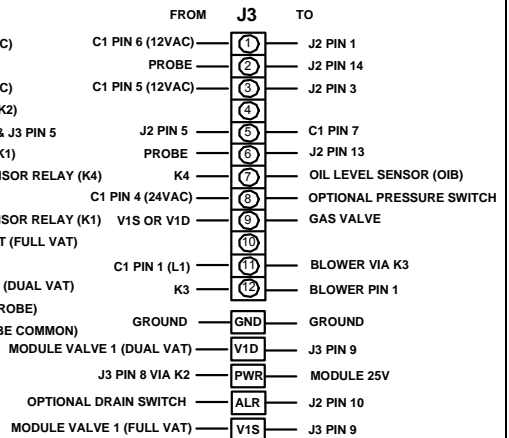 FROM J3 TO
C) C1 PIN 6 (12VAC) 1 J2 PIN 1
PROBE 2 J2 PIN 14
C) C1 PIN 5 (12VAC) 3 J2 PIN 3
K2) 4
& J3 PIN 5 J2 PIN 5 5 C1 PIN 7
K1) PROBE 6 J2 PIN 13
NSOR RELAY (K4) K4 7 OIL LEVEL SENSOR (OIB)
C1 PIN 4 (24VAC) 8 OPTIONAL PRESSURE SWITCH
NSOR RELAY (K1) V1S OR V1D 9 GAS VALVE
T (FULL VAT) 10
C1 PIN 1 (L1) 11 BLOWER VIA K3
(DUAL VAT) K3 12 BLOWER PIN 1
ROBE)
BE COMMON) GROUND GND GROUND
MODULE VALVE 1 (DUAL VAT) V1D J3 PIN 9
J3 PIN 8 VIA K2 PWR MODULE 25V
OPTIONAL DRAIN SWITCH ALR J2 PIN 10
MODULE VALVE 1 (FULL VAT) V1S J3 PIN 9